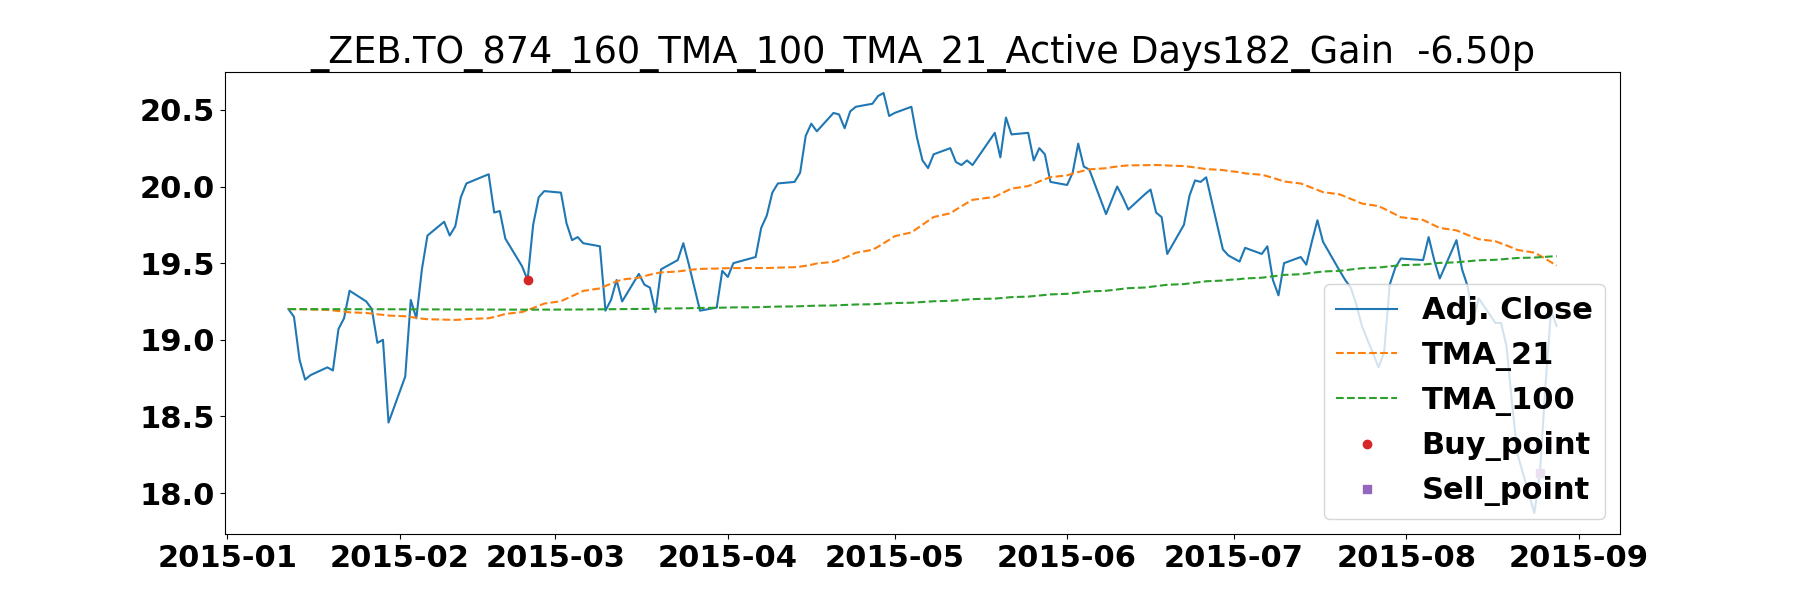 _ZEB.TO_874_160_TMA_100_TMA_21_Active Days182_Gain  -6.50p
20.5
20.0
19.5
19.0
18.5
18.0
Adj. Close
TMA_21
TMA_100
Buy_point
Sell_point
2015-01 2015-02 2015-03 2015-04 2015-05 2015-06 2015-07 2015-08 2015-09